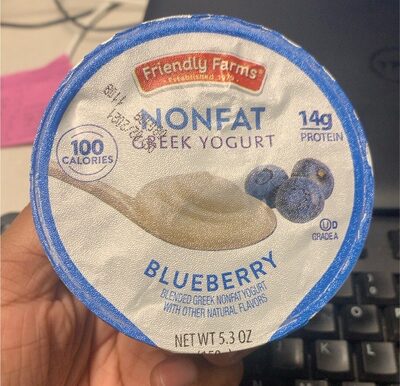 Friendly Farms
Established 1979
NONFAT
GREEK YOGURT
14g
PROTEIN
100
CALORIES
U D
GRADE A
BLUEBERRY
BLENDED GREEK NONFAT YOGURT
WITH OTHER NATURAL FLAVORS
NET WT 5.3 OZ